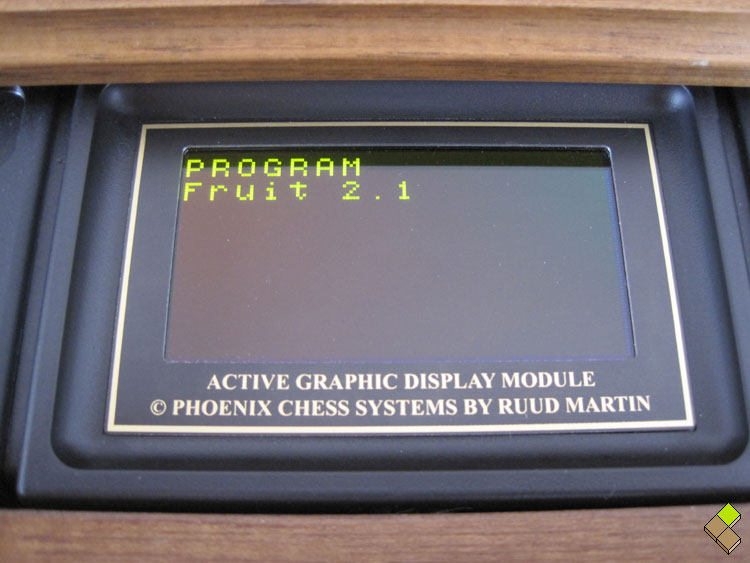 PROGRAM
Fruit 2.1
ACTIVE GRAPHIC DISPLAY MODULE
© PHOENIX CHESS SYSTEMS BY RUUD MARTIN